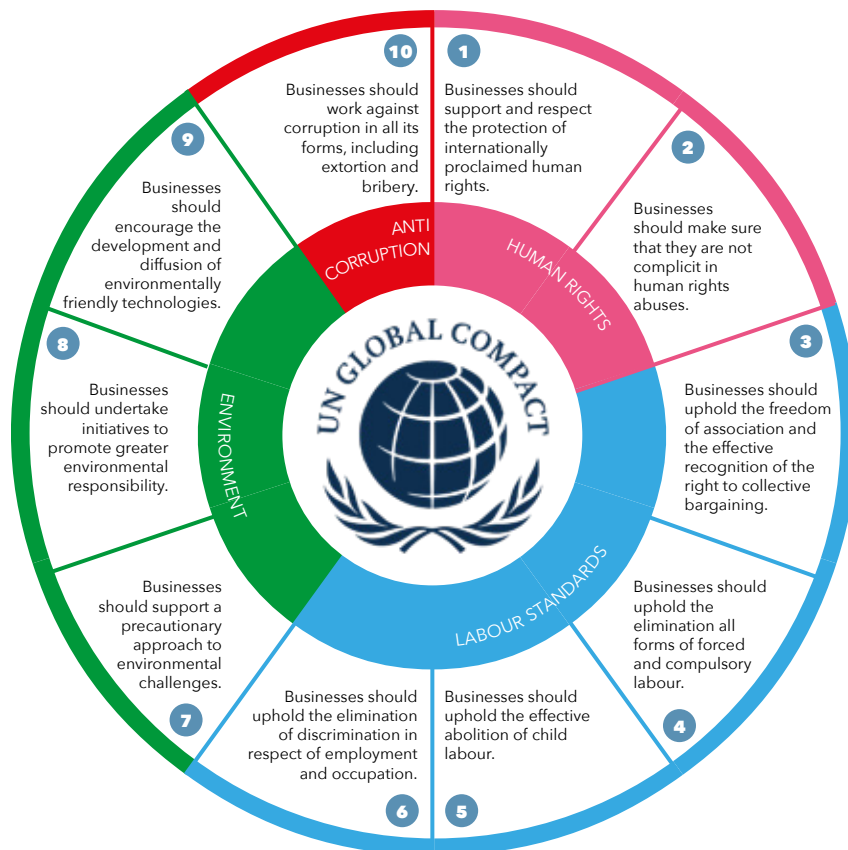 10
Businesses should
work against
corruption in all its
forms, including
extortion and
bribery.
1
Businesses should
support and respect
the protection of
internationally
proclaimed human
rights.
2
Businesses
should make sure
that they are not
complicit in
human rights
abuses.
3
Businesses should
uphold the freedom
of association and
the effective
recognition of the
right to collective
bargaining.
4
Businesses should
uphold the
elimination all
forms of forced
and compulsory
labour.
5
Businesses should
uphold the effective
abolition of child
labour.
6
Businesses should
uphold the elimination
of discrimination in
respect of employment
and occupation.
7
Businesses
should support a
precautionary
approach to
environmental
challenges.
8
Businesses
should undertake
initiatives to
promote greater
environmental
responsibility.
9
Businesses
should
encourage the
development and
diffusion of
environmentally
friendly technologies.
ANTI
CORRUPTION
HUMAN RIGHTS
LABOUR STANDARDS
ENVIRONMENT
UN GLOBAL COMPACT